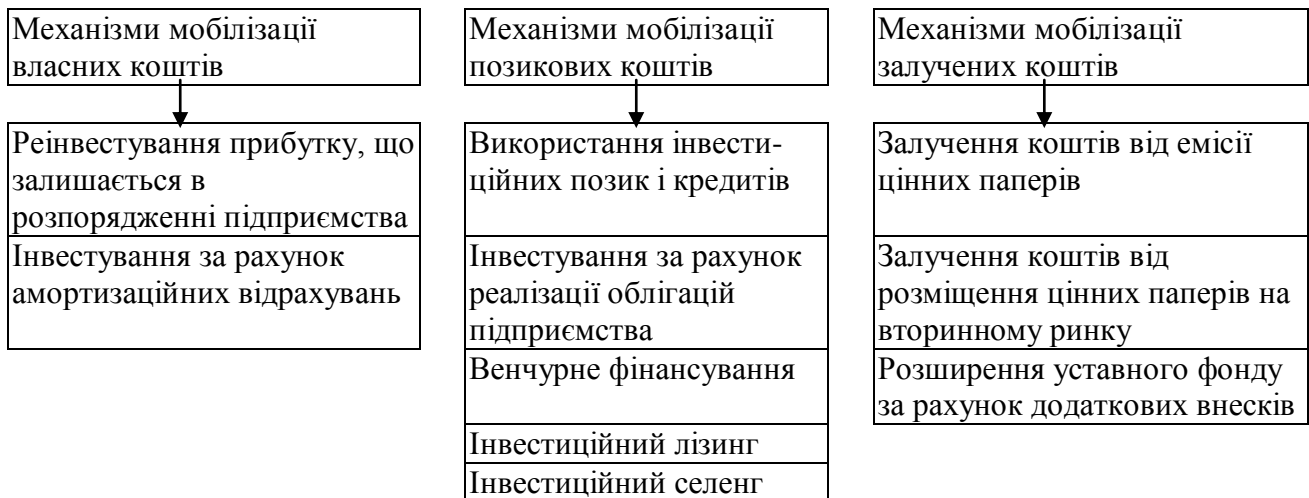 Механізми мобілізації
власних коштів
Реінвестування прибутку, що
залишається в
розпорядженні підприємства
Інвестування за рахунок
амортизаційних відрахувань
Механізми мобілізації
позикових коштів
Використання інвести-
ційних позик і кредитів
Інвестування за рахунок
реалізації облігацій
підприємства
Венчурне фінансування
Інвестиційний лізинг
Інвестиційний селенг
Механізми мобілізації
залучених коштів
Залучення коштів від емісії
цінних паперів
Залучення коштів від
розміщення цінних паперів на
вторинному ринку
Розширення уставного фонду
за рахунок додаткових внесків